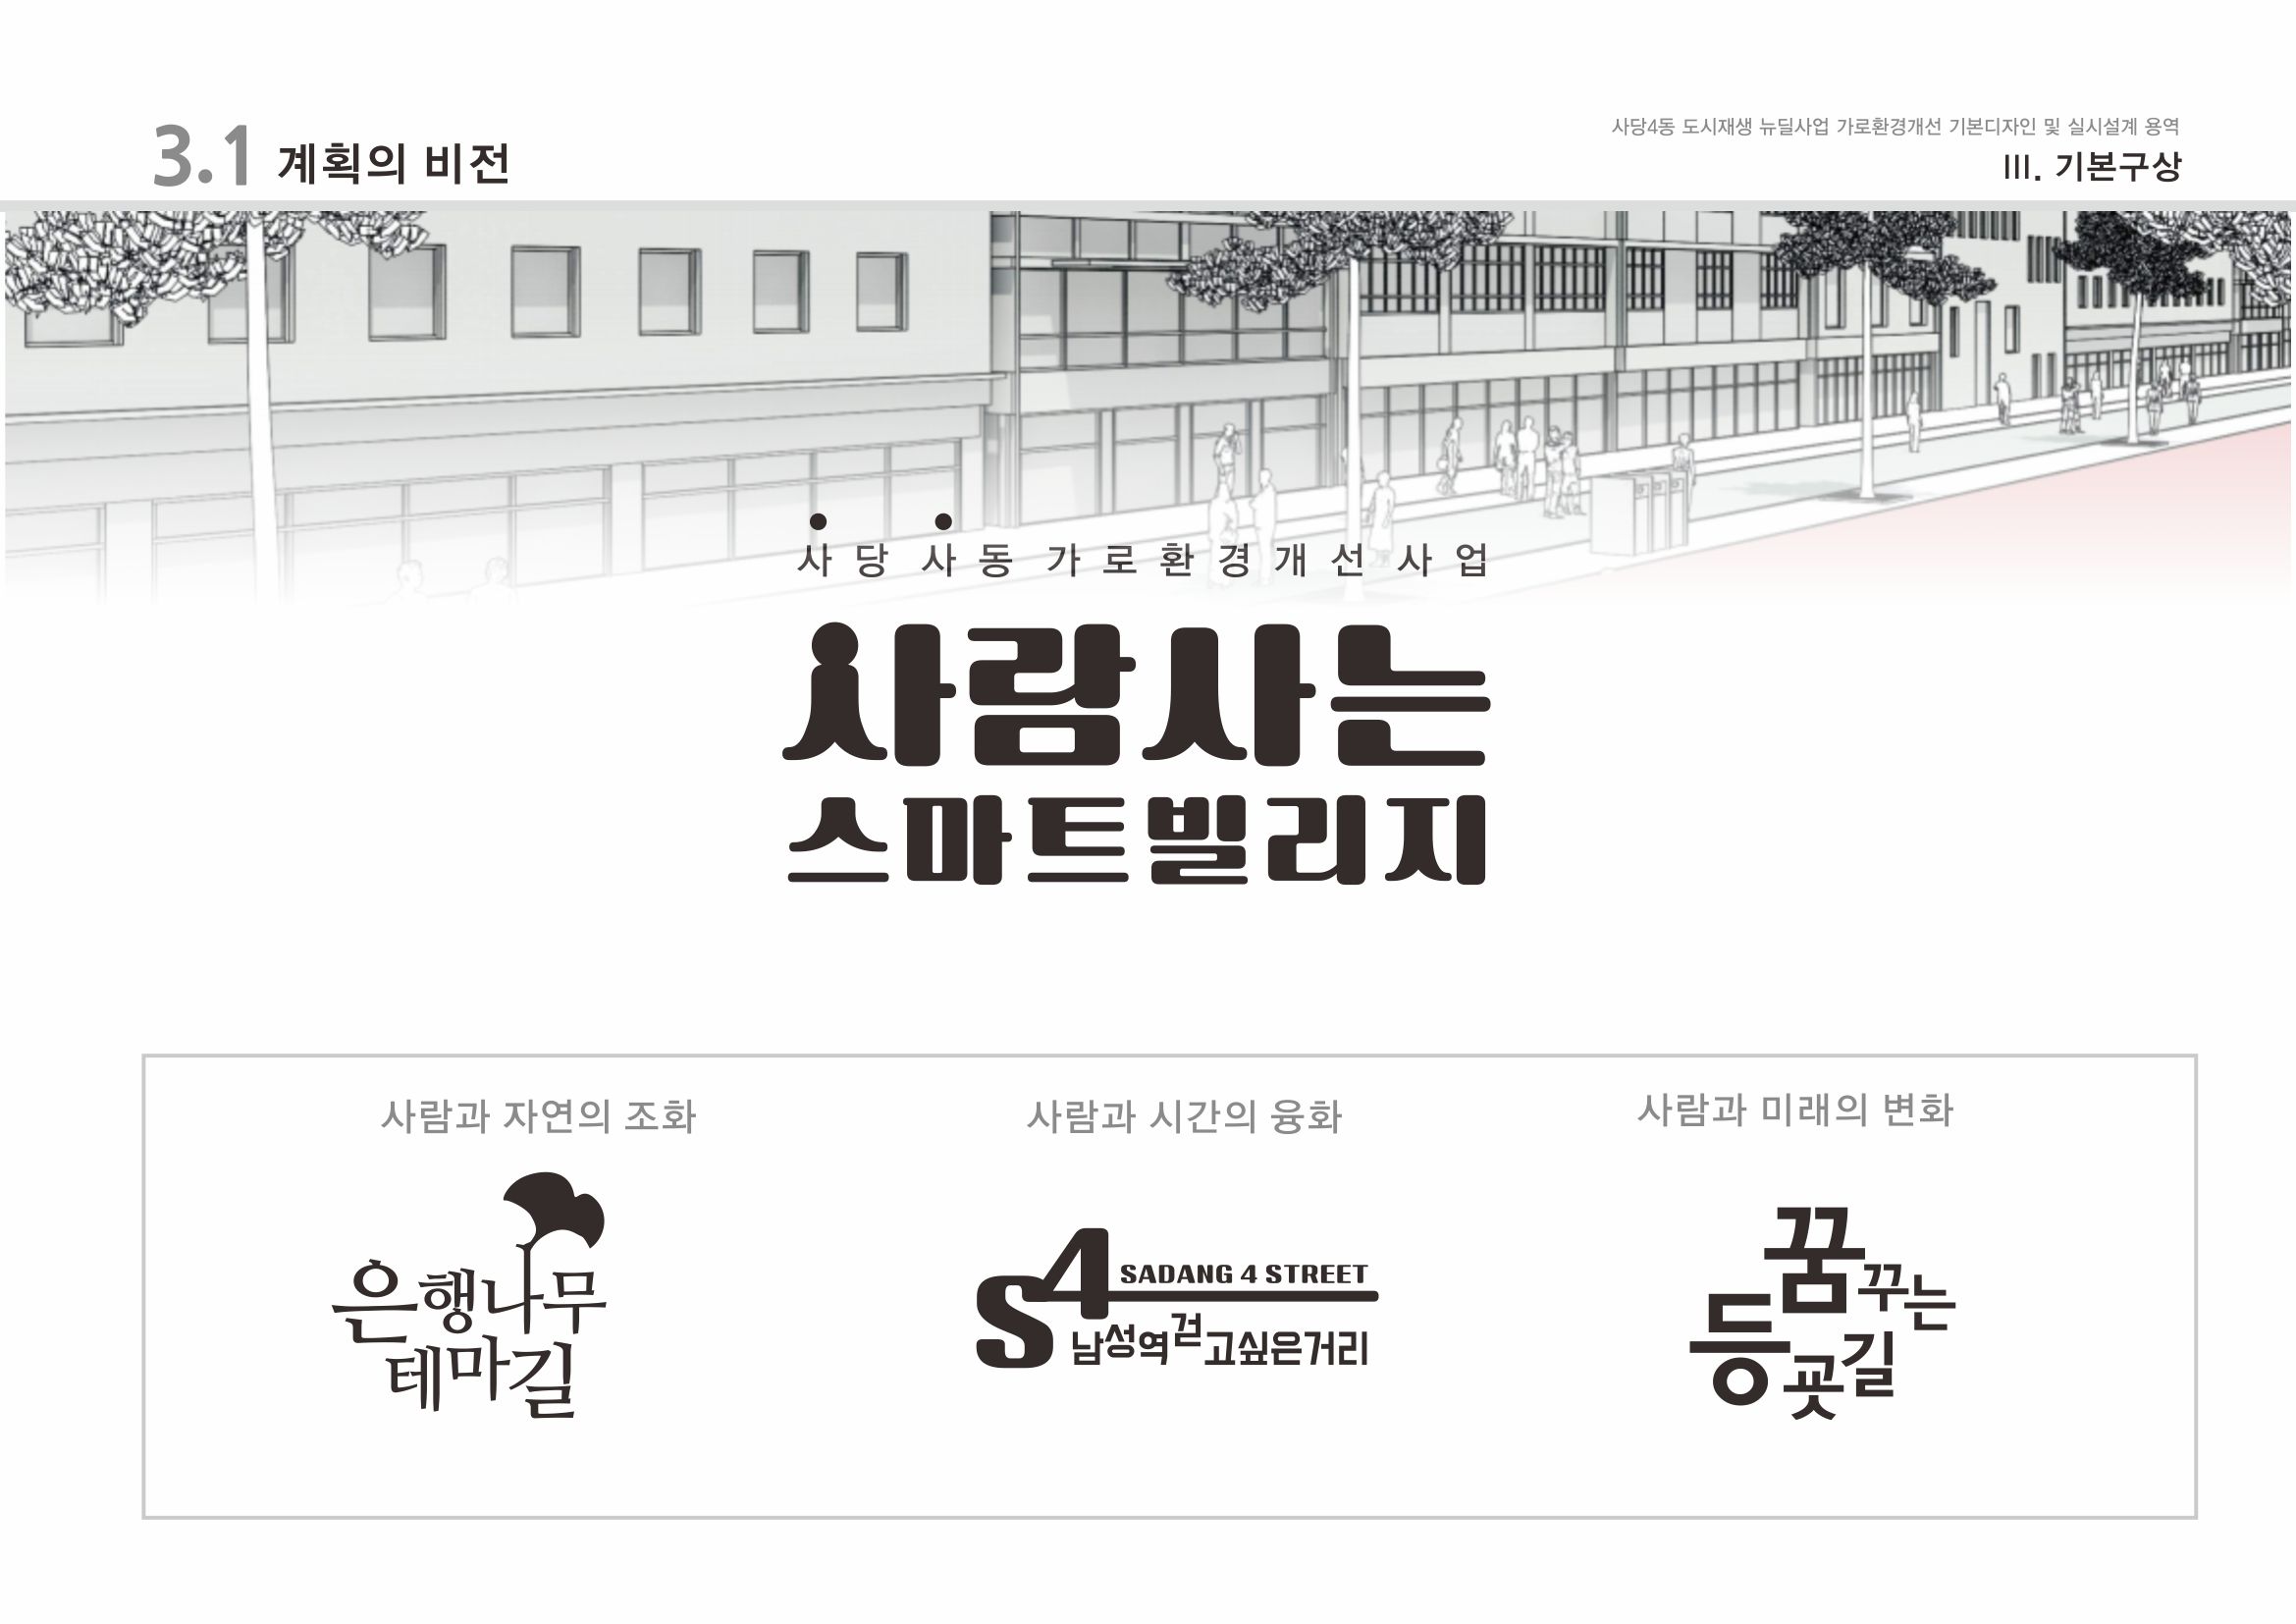 3.1 계획의 비전
사당4동 도시재생 뉴딜사업 가로환경개선 기본디자인 및 실시설계 용역
III. 기본구상
사당 사동 가로환경개선 사업
사람사는
스마트빌리지
사람과 자연의 조화
은행나무
테마길
사람과 시간의 융화
S4
SADANG 4 STREET
남성역걷고싶은거리
사람과 미래의 변화
꿈꾸는
등굣길